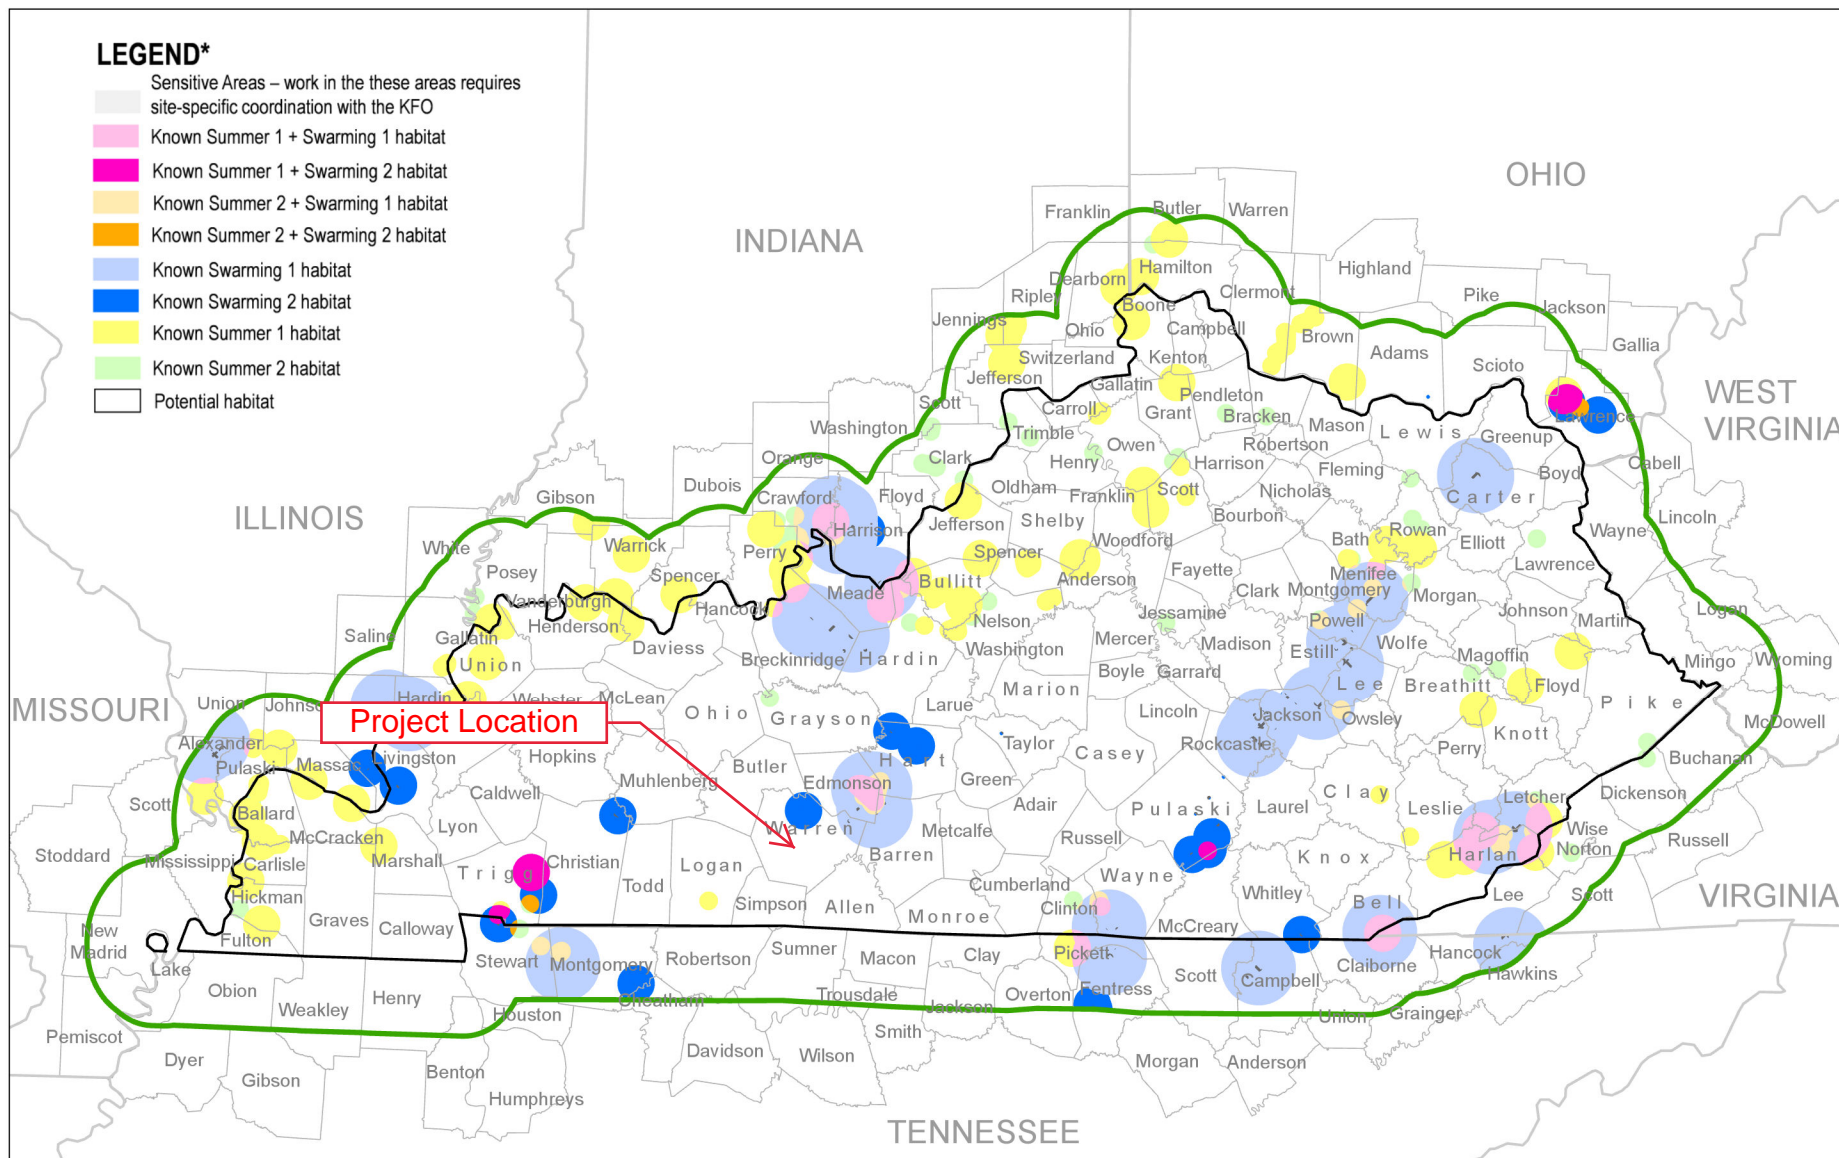 LEGEND*
Sensitive Areas – work in the these areas requires
site-specific coordination with the KFO
Known Summer 1 + Swarming 1 habitat
Known Summer 1 + Swarming 2 habitat
Known Summer 2 + Swarming 1 habitat
Known Summer 2 + Swarming 2 habitat
Known Swarming 1 habitat
Known Swarming 2 habitat
Known Summer 1 habitat
Known Summer 2 habitat
Potential habitat
OHIO
INDIANA
ILLINOIS
MISSOURI
WEST
VIRGINIA
VIRGINIA
TENNESSEE
Project Location
Franklin
Butler
Warren
Hamilton
Highland
Dearborn
Ripley
Boone
Clermont
Pike
Jackson
Jennings
Ohio
Campbell
Brown
Adams
Gallia
Switzerland
Kenton
Scioto
Jefferson
Gallatin
Pendleton
Scott
Carroll
Grant
Bracken
Mason
Lewis
Lawrence
Washington
Trimble
Owen
Robertson
Greenup
Orange
Clark
Henry
Harrison
Fleming
Boyd
Cabell
Dubois
Crawford
Floyd
Oldham
Franklin
Scott
Nicholas
Carter
Gibson
Harrison
Jefferson
Shelby
Bourbon
Rowan
Wayne
Lincoln
White
Warrick
Perry
Spencer
Woodford
Bath
Elliott
Posey
Spencer
Bullitt
Anderson
Fayette
Clark
Montgomery
Menifee
Lawrence
Vanderburgh
Hancock
Meade
Morgan
Saline
Gallatin
Henderson
Nelson
Jessamine
Powell
Johnson
Martin
Logan
Union
Daviess
Breckinridge
Hardin
Washington
Mercer
Madison
Estill
Wolfe
Magoffin
Mingo
Wyoming
Boyle
Garrard
Union
Johnso
Hardin
Webster
McLean
Marion
Lee
Breathitt
Floyd
Pike
McDowell
Ohio
Grayson
Larue
Lincoln
Jackson
Owsley
Knott
Alexander
Pulaski
Massac
Livingston
Hopkins
Butler
Hart
Taylor
Casey
Rockcastle
Perry
Buchanan
Scott
Caldwell
Muhlenberg
Edmonson
Green
Clay
Leslie
Letcher
Dickenson
Ballard
Lyon
Warren
Adair
Pulaski
Laurel
McCracken
Metcalfe
Russell
Wise
Norton
Russell
Stoddard
Mississippi
Carlisle
Marshall
Trigg
Christian
Logan
Barren
Wayne
Knox
Harlan
Todd
Cumberland
Hickman
Simpson
Allen
Monroe
Clinton
Whitley
Bell
Lee
Scott
New
Madrid
Fulton
Graves
Calloway
McCreary
Lake
Stewart
Montgomery
Robertson
Sumner
Macon
Clay
Pickett
Scott
Campbell
Claiborne
Hancock
Hawkins
Obion
Weakley
Henry
Houston
Cheatham
Trousdale
Jackson
Overton
Fentress
Union
Grainger
Pemiscot
Dyer
Gibson
Benton
Humphreys
Davidson
Wilson
Smith
Morgan
Anderson